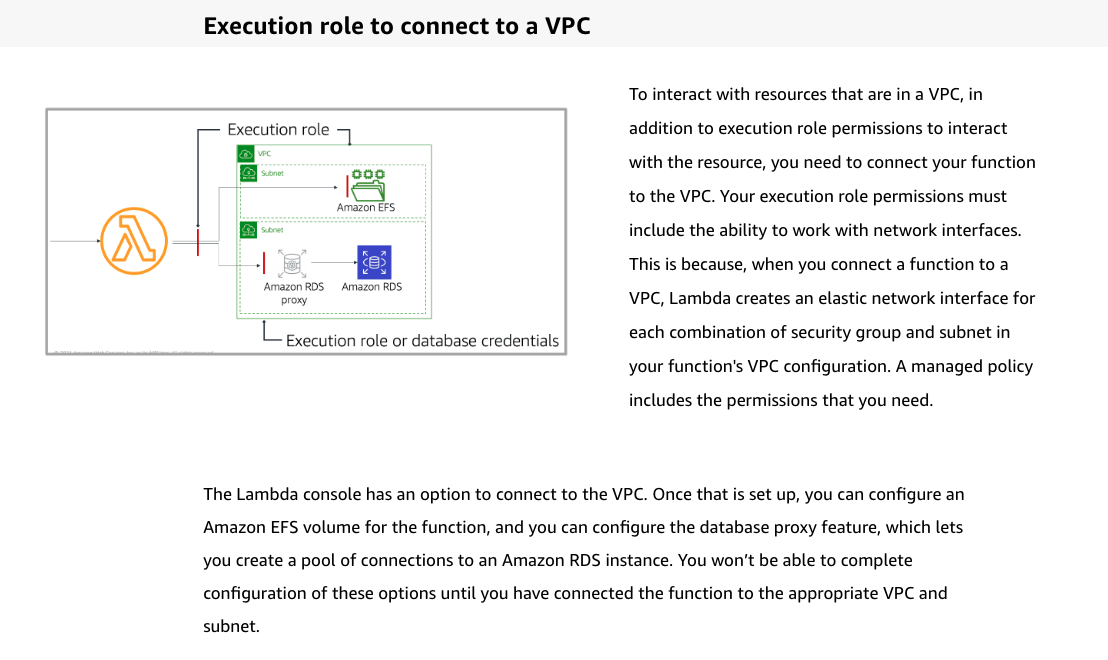 Execution role to connect to a VPC
Execution role
VPC
Subnet
Amazon EFS
Subnet
Amazon RDS
proxy
Amazon RDS
Execution role or database credentials
To interact with resources that are in a VPC, in
addition to execution role permissions to interact
with the resource, you need to connect your function
to the VPC. Your execution role permissions must
include the ability to work with network interfaces.
This is because, when you connect a function to a
VPC, Lambda creates an elastic network interface for
each combination of security group and subnet in
your function's VPC configuration. A managed policy
includes the permissions that you need.
The Lambda console has an option to connect to the VPC. Once that is set up, you can configure an
Amazon EFS volume for the function, and you can configure the database proxy feature, which lets
you create a pool of connections to an Amazon RDS instance. You won’t be able to complete
configuration of these options until you have connected the function to the appropriate VPC and
subnet.